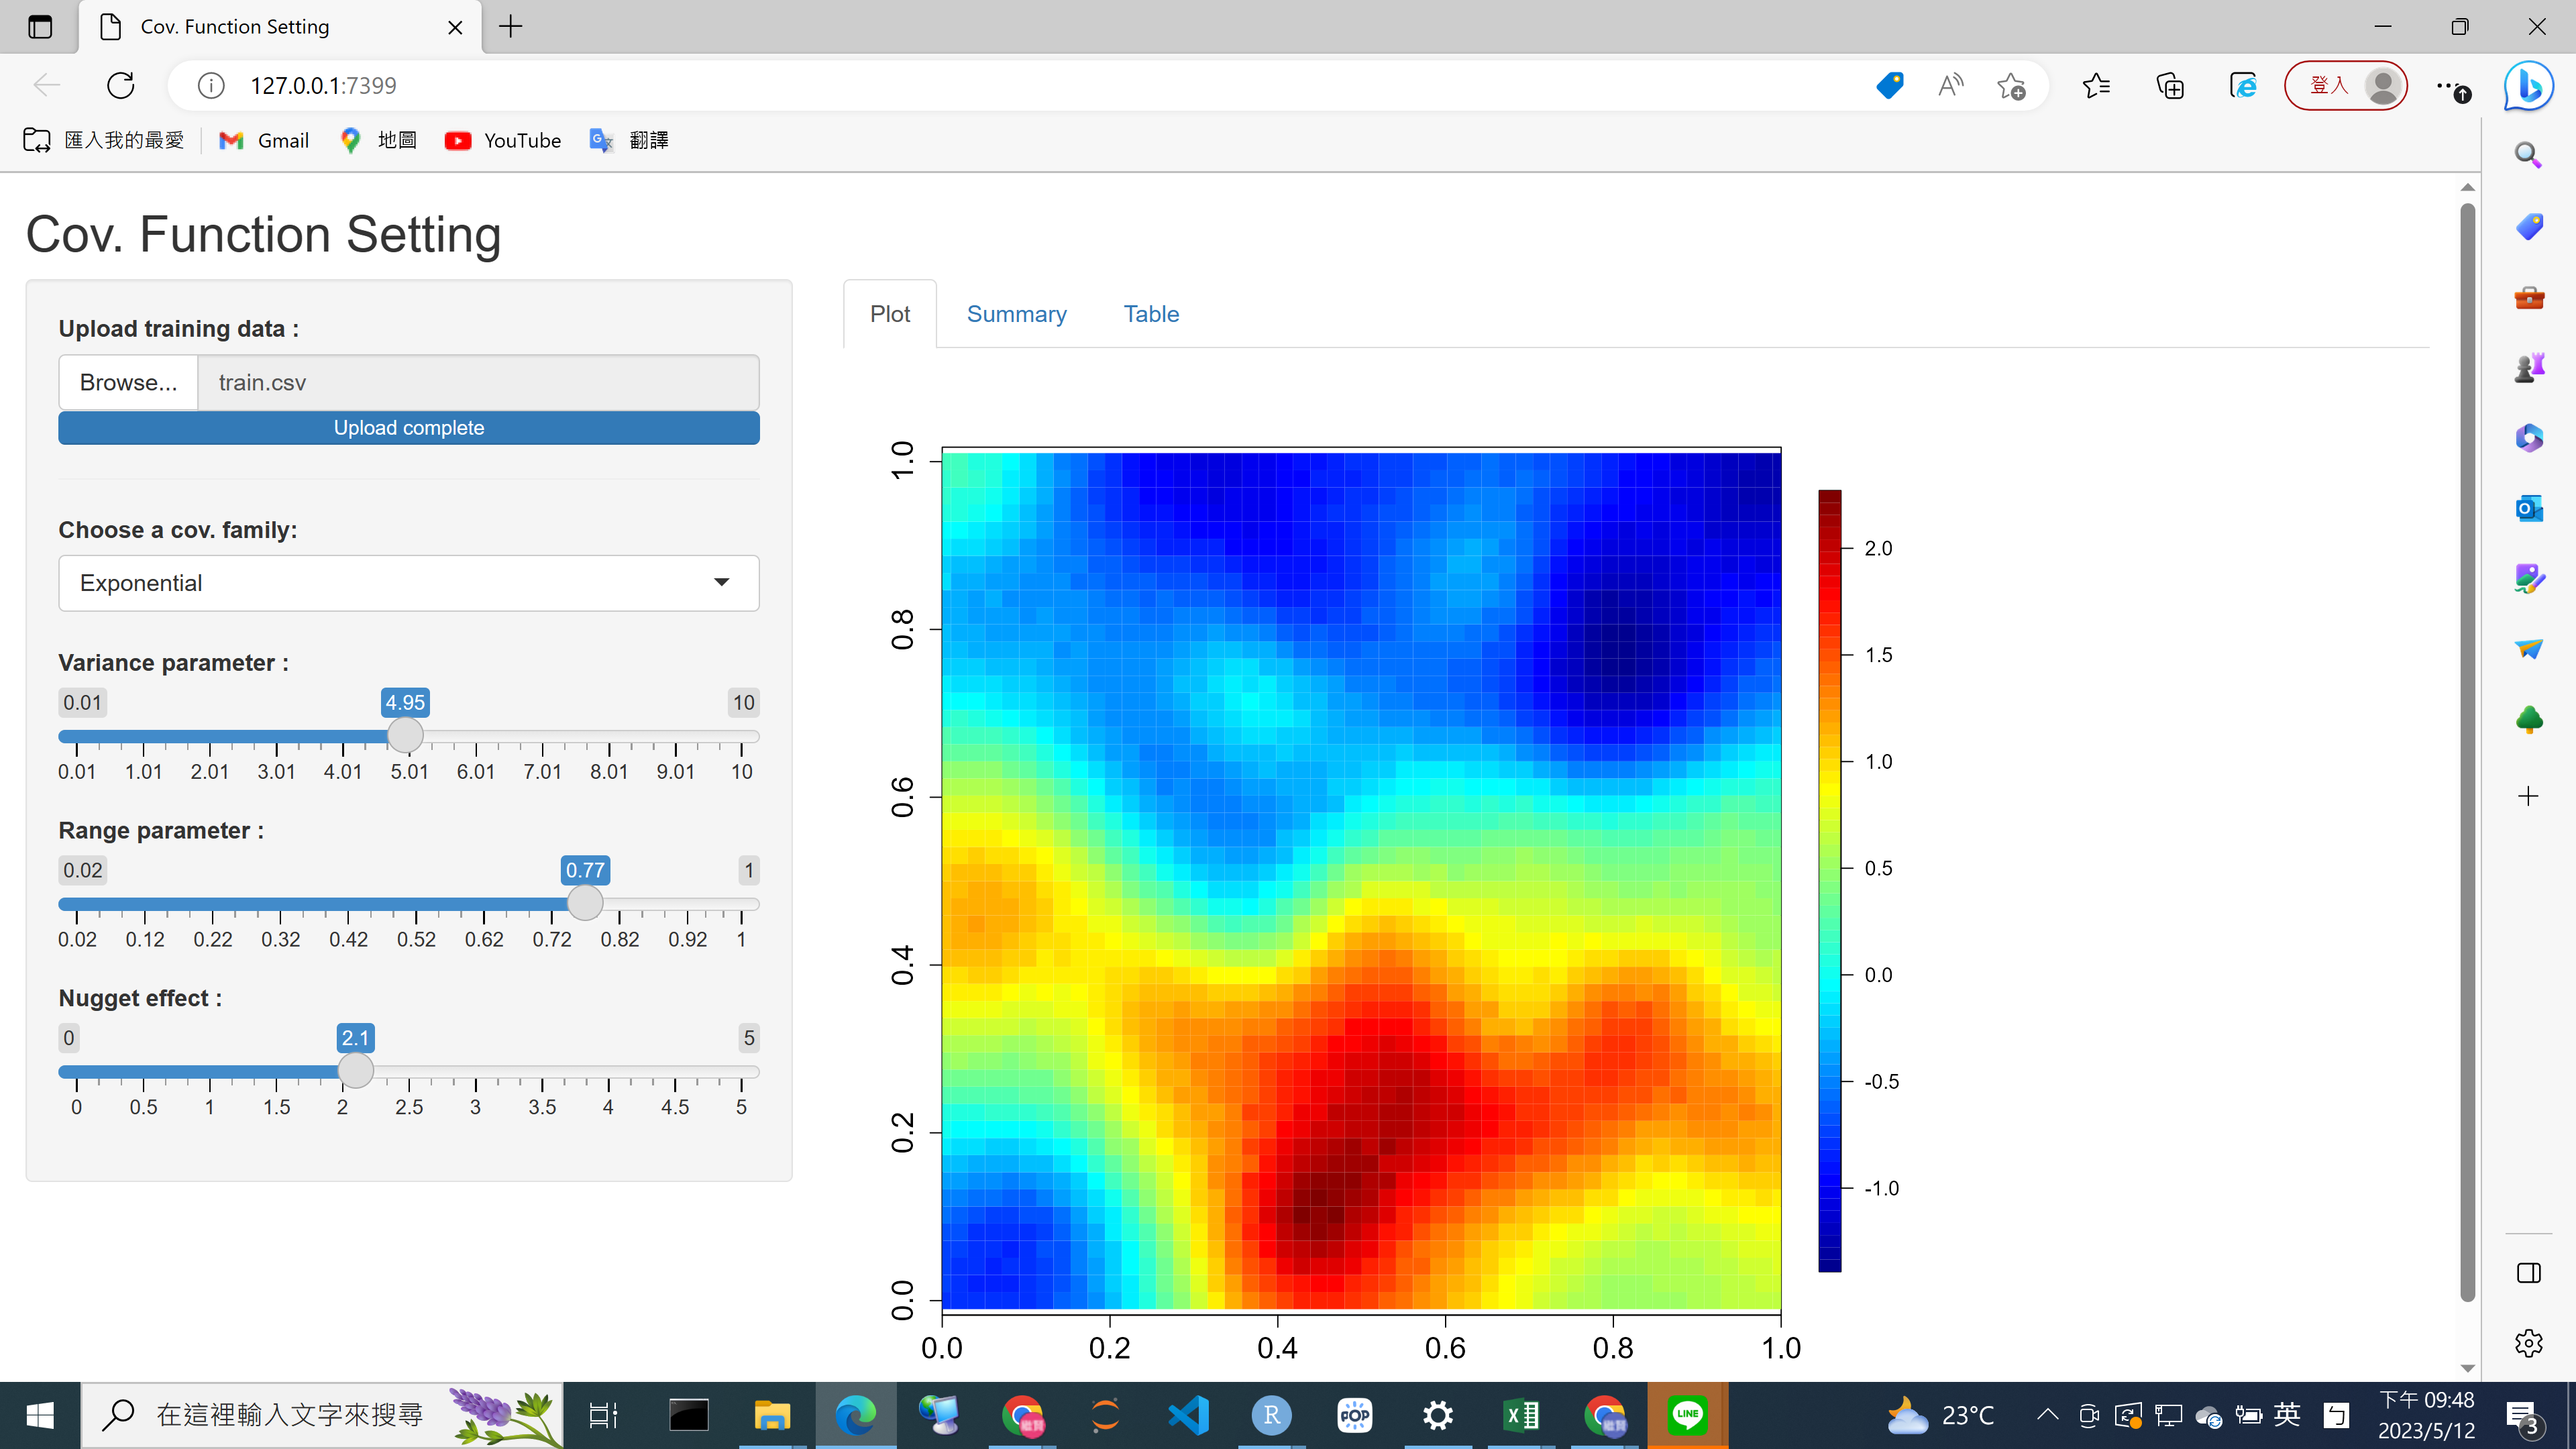 Cov. Function Setting
127.0.0.1:7399
登入
匯入我的最愛
Gmail
地圖
YouTube
翻譯
Cov. Function Setting
Upload training data :
Browse... train.csv
Upload complete
Choose a cov. family:
Exponential
Variance parameter :
0.01 4.95 10
0.01 1.01 2.01 3.01 4.01 5.01 6.01 7.01 8.01 9.01 10
Range parameter :
0.02 0.77 1
0.02 0.12 0.22 0.32 0.42 0.52 0.62 0.72 0.82 0.92 1
Nugget effect :
0 2.1 5
0 0.5 1 1.5 2 2.5 3 3.5 4 4.5 5
Plot Summary Table
1.0
0.8
0.6
0.4
0.2
0.0
0.0 0.2 0.4 0.6 0.8 1.0
2.0
1.5
1.0
0.5
0.0
-0.5
-1.0
在這裡輸入文字來搜尋
R
POP
LINE
23°C
英
ㄅ
下午 09:48
2023/5/12
3